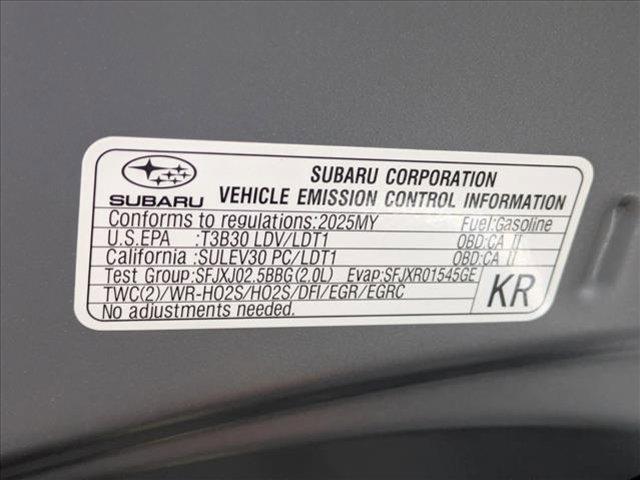 SUBARU CORPORATION
SUBARU VEHICLE EMISSION CONTROL INFORMATION
Conforms to regulations:2025MY Fuel:Gasoline
U.S.EPA :T3B30 LDV/LDT1 OBD:CA II
California :SULEV30 PC/LDT1 OBD:CA II
Test Group:SFJXJ02.5BBG(2.0L) Evap:SFJXR01545GE
TWC(2)/WR-HO2S/HO2S/DFI/EGR/EGRC
No adjustments needed.
KR